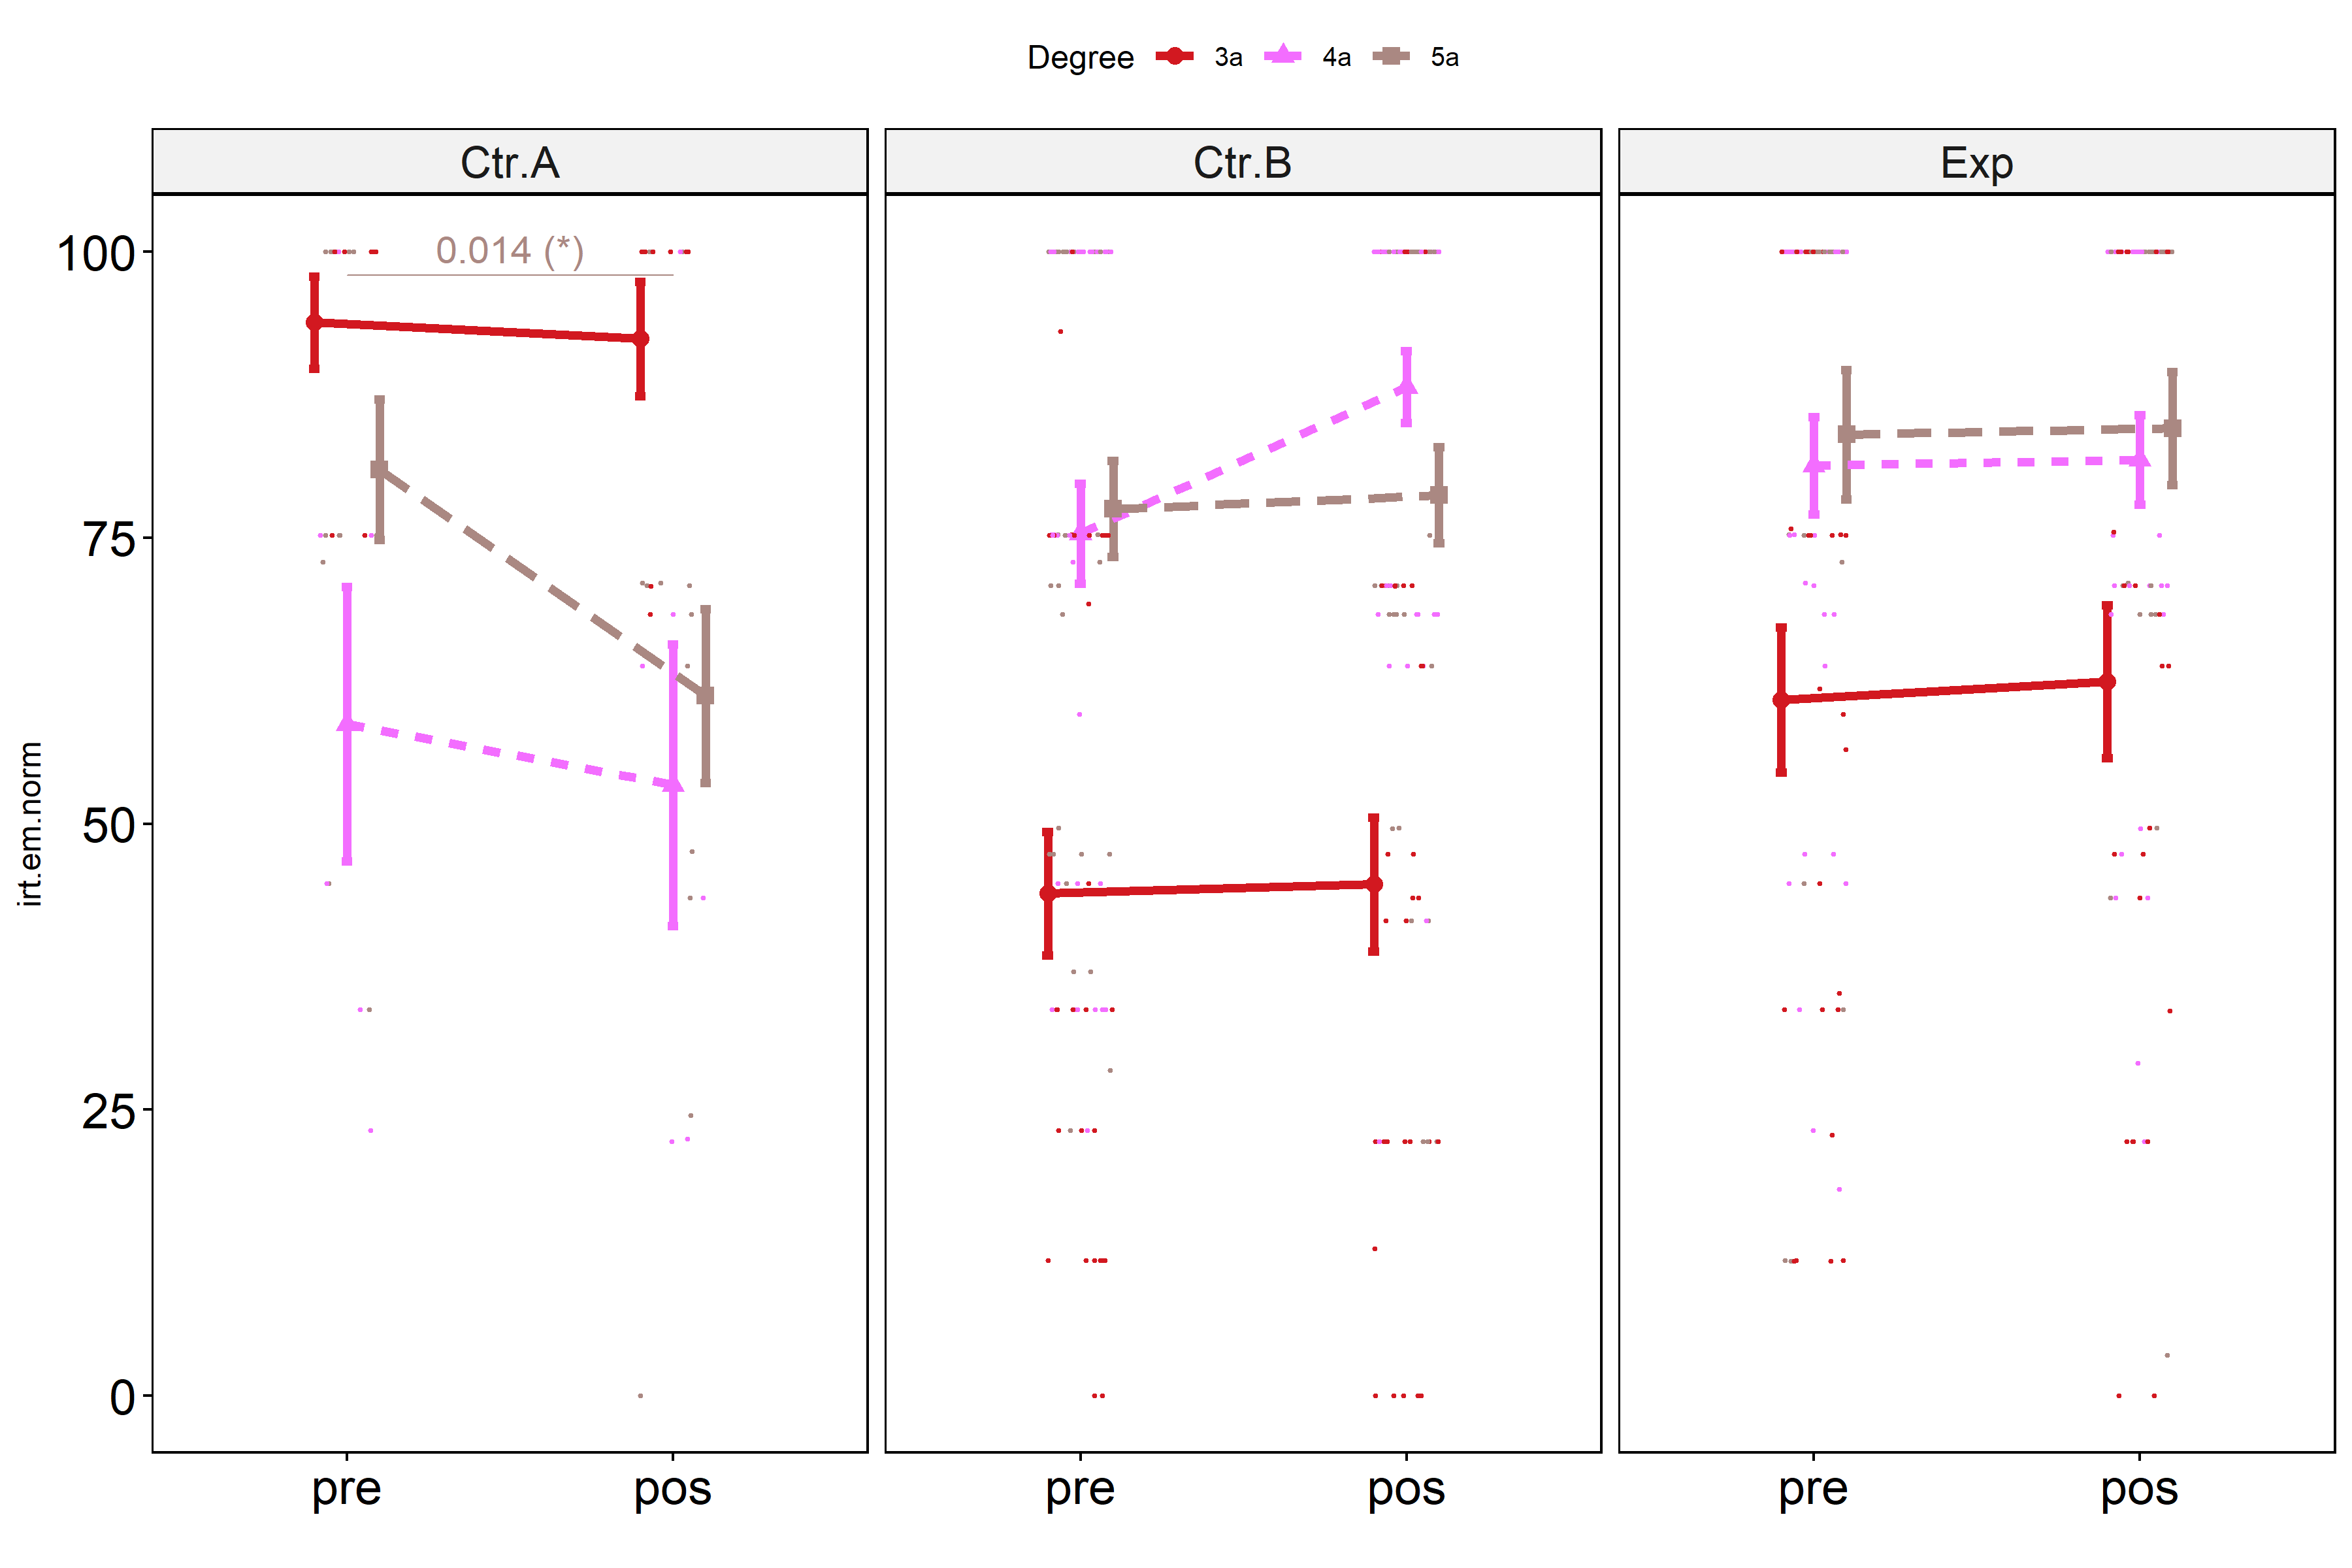 Degree 3a 4a 5a
Ctr.A Ctr.B Exp
irt.em.norm
100
75
50
25
0
0.014 (*)
pre pos pre pos pre pos